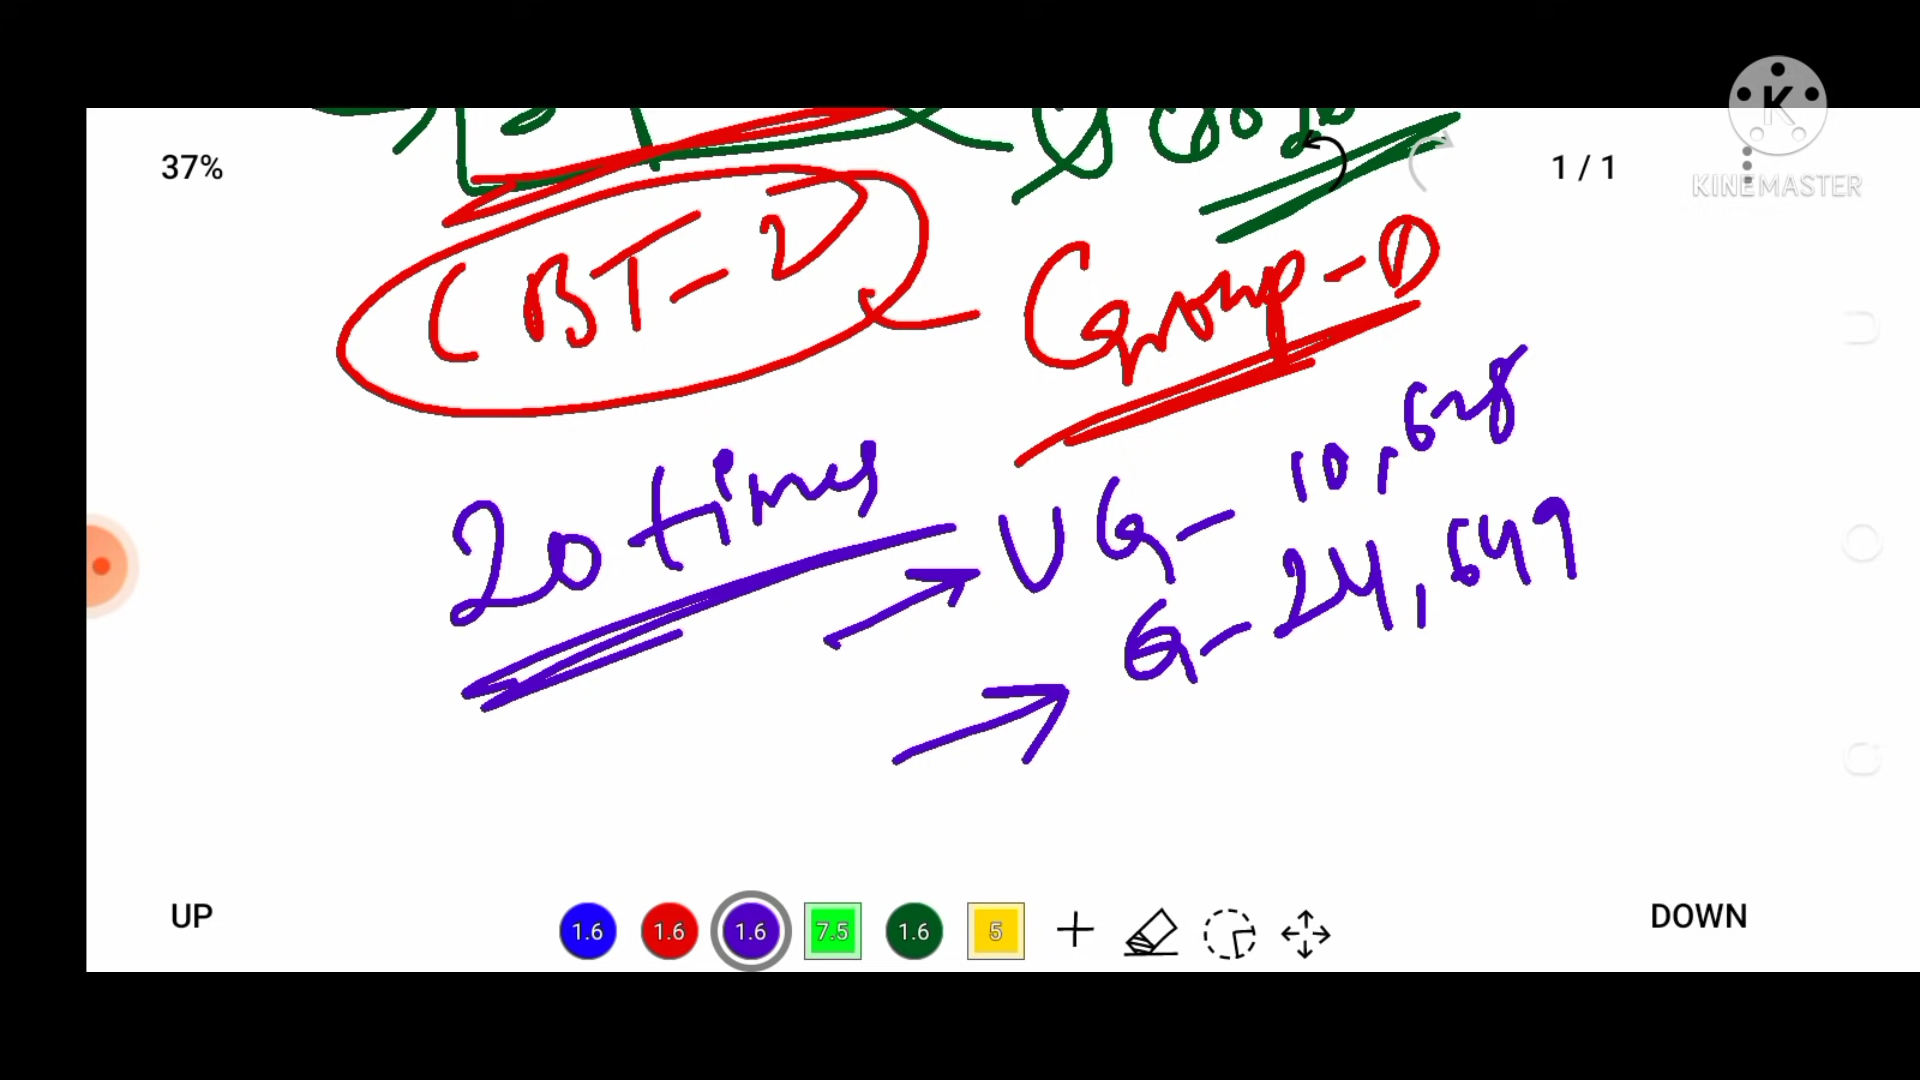 37%
1 / 1
KINEMASTER
CBT-2
Group-D
20 times
UG- 10,628
G- 24,649
UP
1.6 1.6 1.6 7.5 1.6 5
DOWN